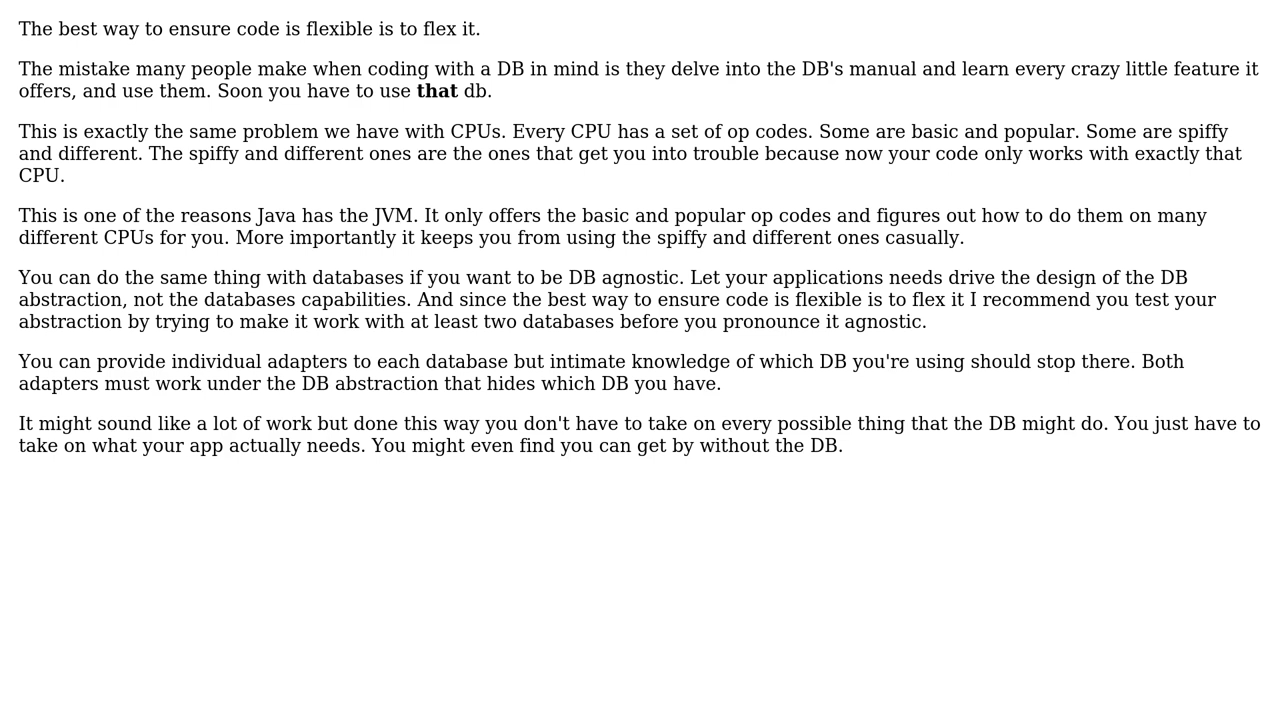 The best way to ensure code is flexible is to flex it.
The mistake many people make when coding with a DB in mind is they delve into the DB's manual and learn every crazy little feature it
offers, and use them. Soon you have to use that db.
This is exactly the same problem we have with CPUs. Every CPU has a set of op codes. Some are basic and popular. Some are spiffy
and different. The spiffy and different ones are the ones that get you into trouble because now your code only works with exactly that
CPU.
This is one of the reasons Java has the JVM. It only offers the basic and popular op codes and figures out how to do them on many
different CPUs for you. More importantly it keeps you from using the spiffy and different ones casually.
You can do the same thing with databases if you want to be DB agnostic. Let your applications needs drive the design of the DB
abstraction, not the databases capabilities. And since the best way to ensure code is flexible is to flex it I recommend you test your
abstraction by trying to make it work with at least two databases before you pronounce it agnostic.
You can provide individual adapters to each database but intimate knowledge of which DB you're using should stop there. Both
adapters must work under the DB abstraction that hides which DB you have.
It might sound like a lot of work but done this way you don't have to take on every possible thing that the DB might do. You just have to
take on what your app actually needs. You might even find you can get by without the DB.